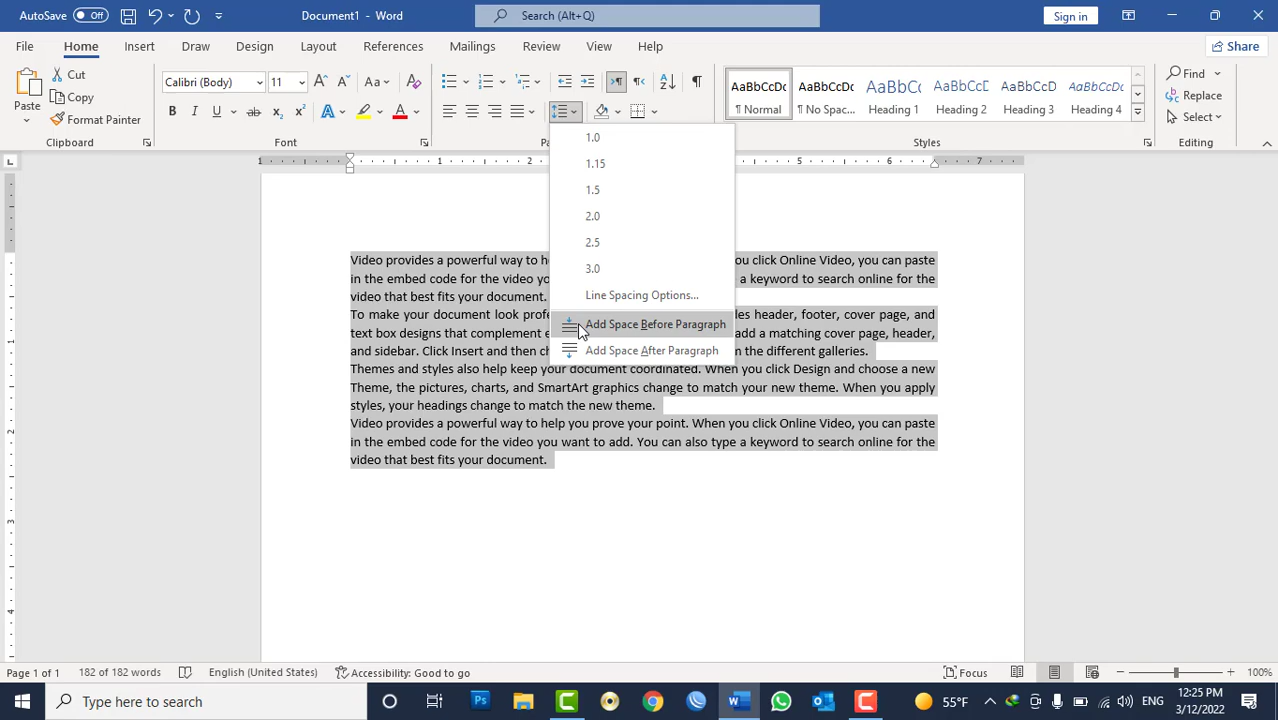 AutoSave Off
Document1 - Word
Search (Alt+Q)
Sign in
File Home Insert Draw Design Layout References Mailings Review View Help
Share
Paste
Cut
Copy
Format Painter
Clipboard
Calibri (Body) 11
Font
AaBbCcDc AaBbCcDc AaBbCc AaBbCcD AaBbCcDc AaBbCcDc
¶ Normal ¶ No Spac... Heading 1 Heading 2 Heading 3 Heading 4
Styles
Find
Replace
Select
Editing
1.0
1.15
1.5
2.0
2.5
3.0
Line Spacing Options...
Add Space Before Paragraph
Add Space After Paragraph
Video provides a powerful way to you click Online Video, you can paste
in the embed code for the video a keyword to search online for the
video that best fits your document.
To make your document look header, footer, cover page, and
text box designs that complement add a matching cover page, header,
and sidebar. Click Insert and then the different galleries.
Themes and styles also help keep your document coordinated. When you click Design and choose a new
Theme, the pictures, charts, and SmartArt graphics change to match your new theme. When you apply
styles, your headings change to match the new theme.
Video provides a powerful way to help you prove your point. When you click Online Video, you can paste
in the embed code for the video you want to add. You can also type a keyword to search online for the
video that best fits your document.
Page 1 of 1 182 of 182 words English (United States) Accessibility: Good to go Focus 100%
Type here to search
55°F
ENG
12:25 PM
3/12/2022